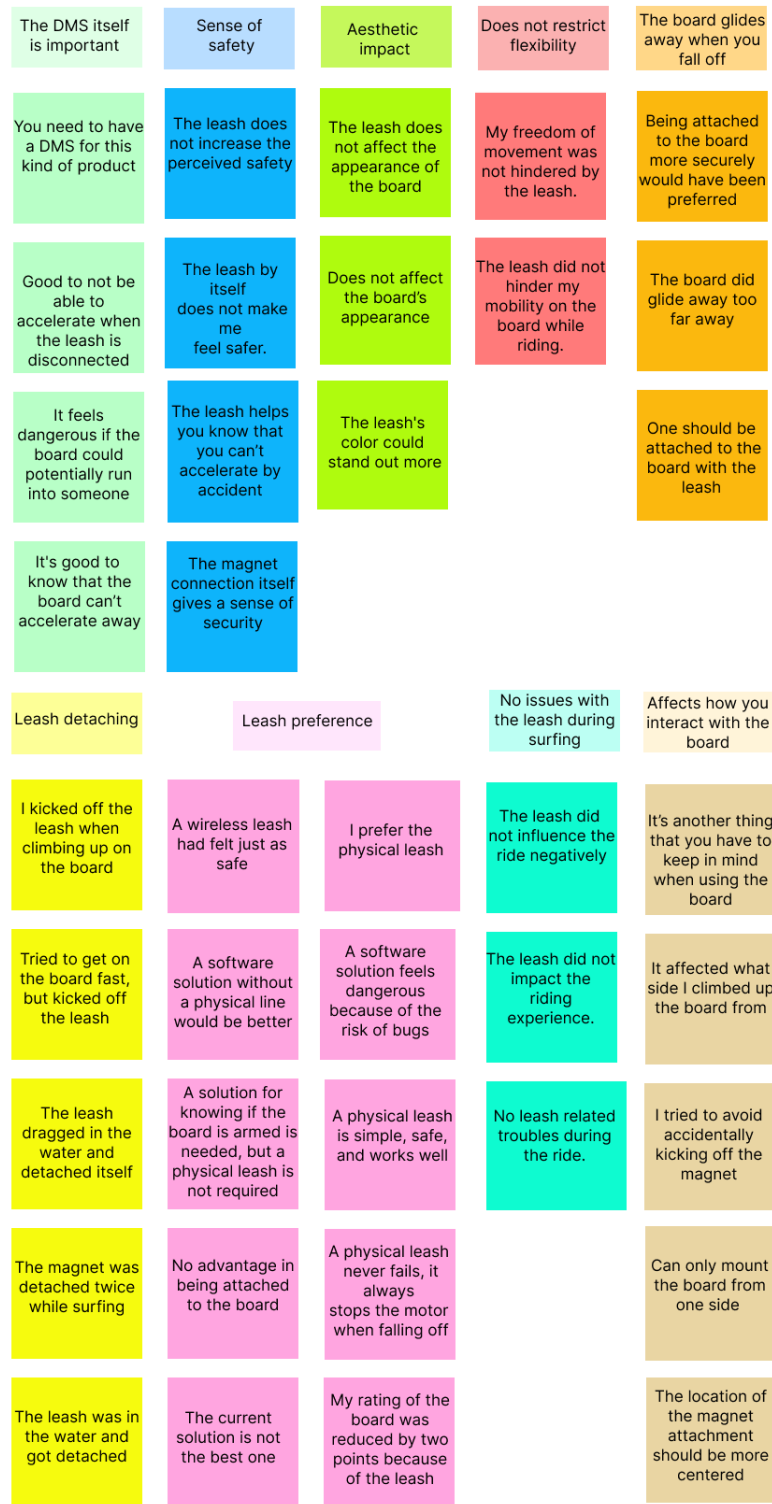 The DMS itself
is important
You need to have
a DMS for this
kind of product
Good to not be
able to
accelerate when
the leash is
disconnected
It feels
dangerous if the
board could
potentially run
into someone
It's good to
know that the
board can’t
accelerate away
Sense of
safety
The leash does
not increase the
perceived safety
The leash by
itself
does not make
me
feel safer.
The leash helps
you know that
you can’t
accelerate by
accident
The magnet
connection itself
gives a sense of
security
Aesthetic
impact
The leash does
not affect the
appearance of
the board
Does not affect
the board’s
appearance
The leash's
color could
stand out more
Does not restrict
flexibility
My freedom of
movement was
not hindered by
the leash.
The leash did not
hinder my
mobility on the
board while
riding.
The board glides
away when you
fall off
Being attached
to the board
more securely
would have been
preferred
The board did
glide away too
far away
One should be
attached to the
board with the
leash
Leash detaching
I kicked off the
leash when
climbing up on
the board
Tried to get on
the board fast,
but kicked off
the leash
The leash
dragged in the
water and
detached itself
The magnet was
detached twice
while surfing
The leash was in
the water and
got detached
Leash preference
A wireless leash
had felt just as
safe
A software
solution without
a physical line
would be better
A solution for
knowing if the
board is armed is
needed, but a
physical leash is
not required
No advantage in
being attached
to the board
The current
solution is not
the best one
I prefer the
physical leash
A software
solution feels
dangerous
because of the
risk of bugs
A physical leash
is simple, safe,
and works well
A physical leash
never fails, it
always
stops the motor
when falling off
My rating of the
board was
reduced by two
points because
of the leash
No issues with
the leash during
surfing
The leash did
not influence the
ride negatively
The leash did not
impact the
riding
experience.
No leash related
troubles during
the ride.
Affects how you
interact with the
board
It’s another thing
that you have to
keep in mind
when using the
board
It affected what
side I climbed up
the board from
I tried to avoid
accidentally
kicking off the
magnet
Can only mount
the board from
one side
The location of
the magnet
attachment
should be more
centered